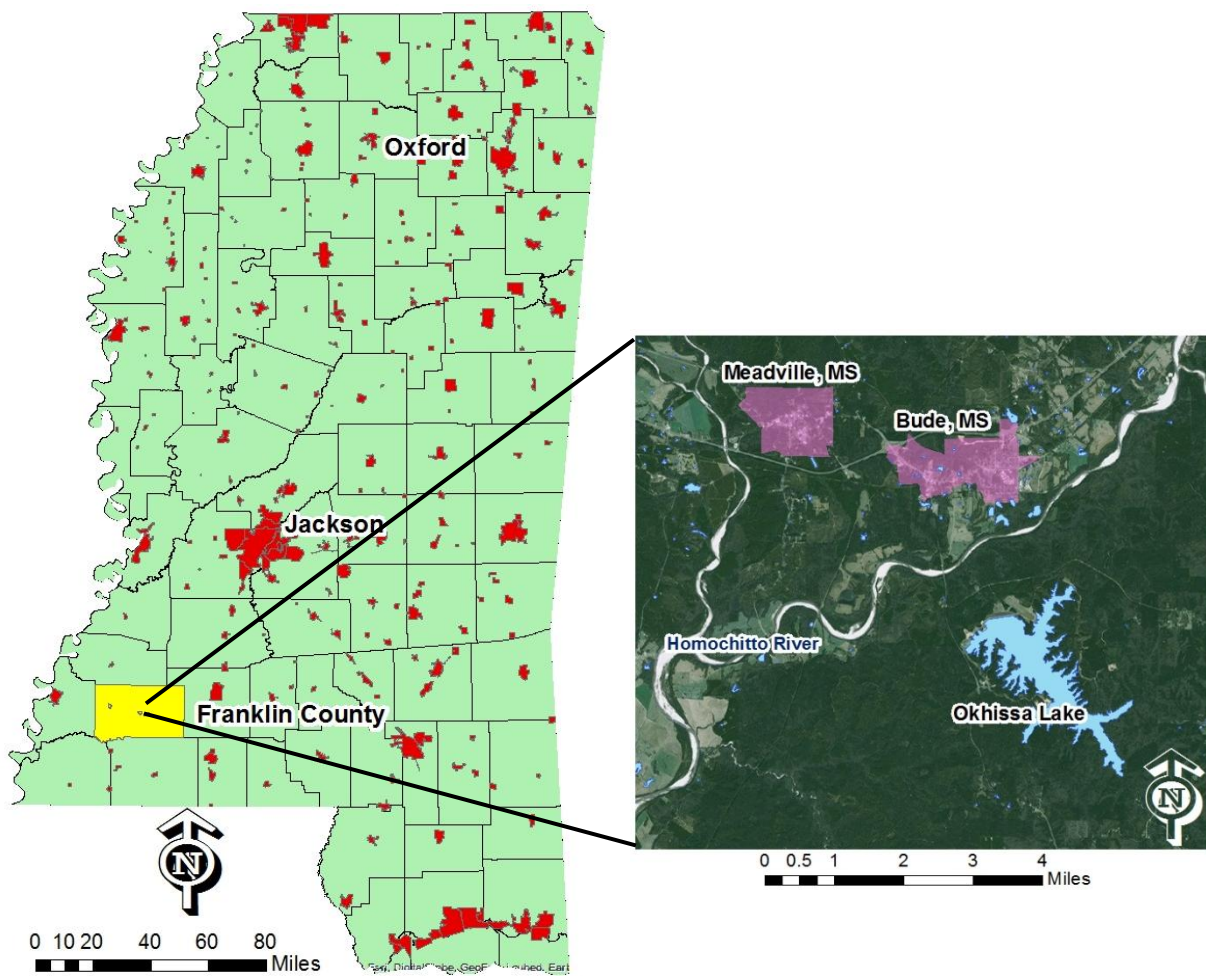 Oxford
Jackson
Franklin County
N
0 10 20 40 60 80
Miles
Meadville, MS
Bude, MS
Homochitto River
Okhissa Lake
N
0 0.5 1 2 3 4
Miles